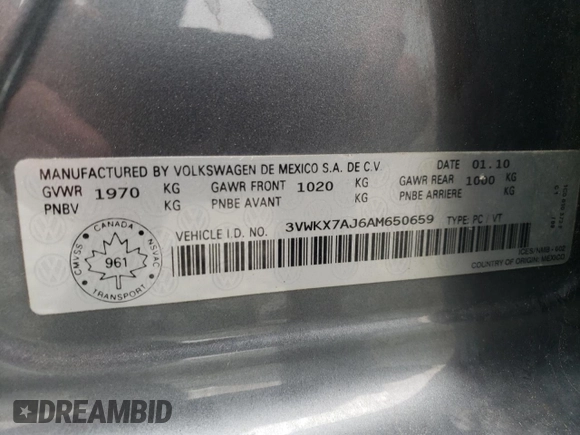 MANUFACTURED BY VOLKSWAGEN DE MEXICO S.A. DE C.V. DATE 01.10
GVWR 1970 KG GAWR FRONT 1020 KG GAWR REAR 1000 KG
PNBV KG PNBE AVANT KG PNBE ARRIERE KG
VEHICLE I.D. NO. 3VWKX7AJ6AM650659 TYPE: PC / VT
CANADA
CMVSS NSVAC
961
TRANSPORT
COUNTRY OF ORIGIN: MEXICO
DREAMBID